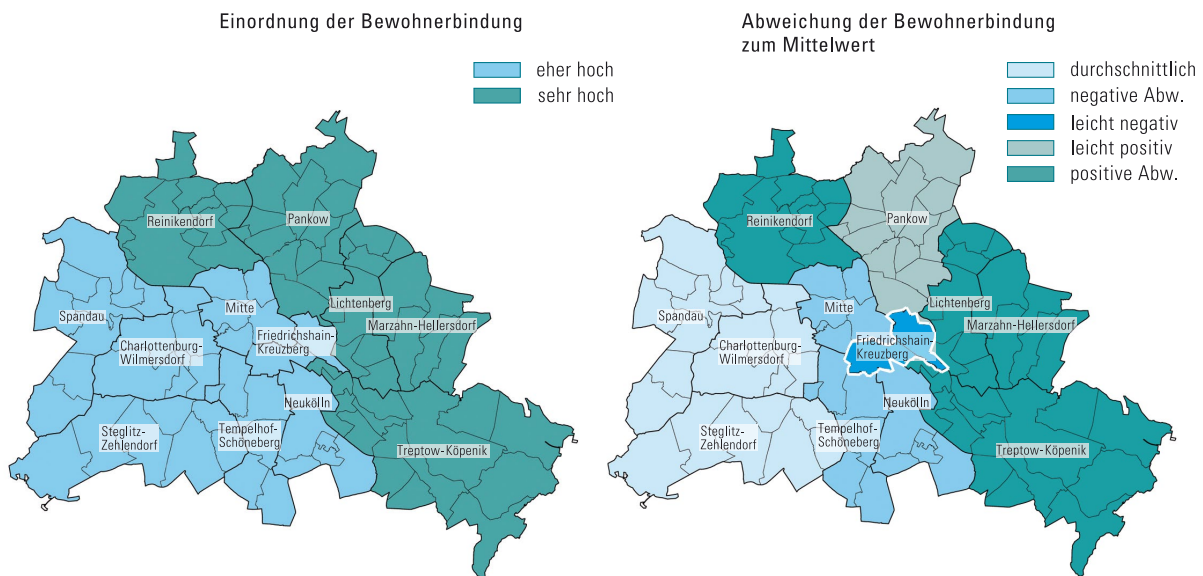 Einordnung der Bewohnerbindung
eher hoch
sehr hoch
Reinikendorf
Pankow
Spandau
Mitte
Lichtenberg
Marzahn-Hellersdorf
Charlottenburg-
Wilmersdorf
Friedrichshain-
Kreuzberg
Neukölln
Steglitz-
Zehlendorf
Tempelhof-
Schöneberg
Treptow-Köpenik
Abweichung der Bewohnerbindung
zum Mittelwert
durchschnittlich
negative Abw.
leicht negativ
leicht positiv
positive Abw.
Reinikendorf
Pankow
Spandau
Mitte
Lichtenberg
Marzahn-Hellersdorf
Charlottenburg-
Wilmersdorf
Friedrichshain-
Kreuzberg
Neukölln
Steglitz-
Zehlendorf
Tempelhof-
Schöneberg
Treptow-Köpenik